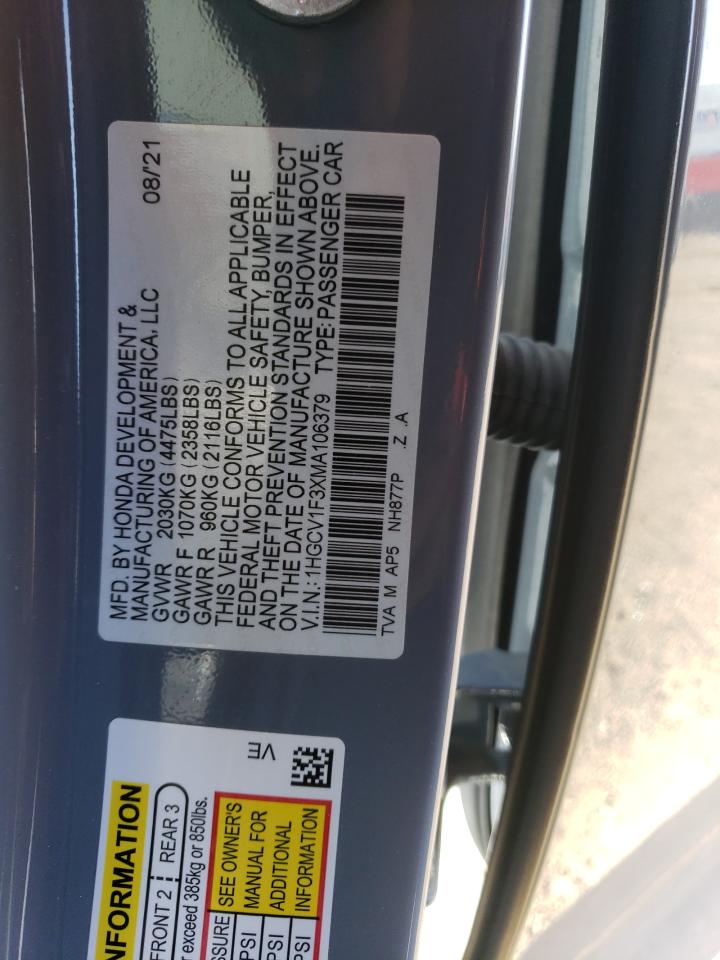 MFD. BY HONDA DEVELOPMENT &
MANUFACTURING OF AMERICA, LLC 08/'21
GVWR 2030KG (4475LBS)
GAWR F 1070KG (2358LBS)
GAWR R 960KG (2116LBS)
THIS VEHICLE CONFORMS TO ALL APPLICABLE
FEDERAL MOTOR VEHICLE SAFETY, BUMPER,
AND THEFT PREVENTION STANDARDS IN EFFECT
ON THE DATE OF MANUFACTURE SHOWN ABOVE.
V.I.N.: 1HGCV1F3XMA106379 TYPE: PASSENGER CAR
TVA M AP5 NH877P .Z .A
FRONT 2 REAR 3
exceed 385kg or 850lbs.
SEE OWNER'S
MANUAL FOR
ADDITIONAL
INFORMATION
PSI
PSI
PSI
VE